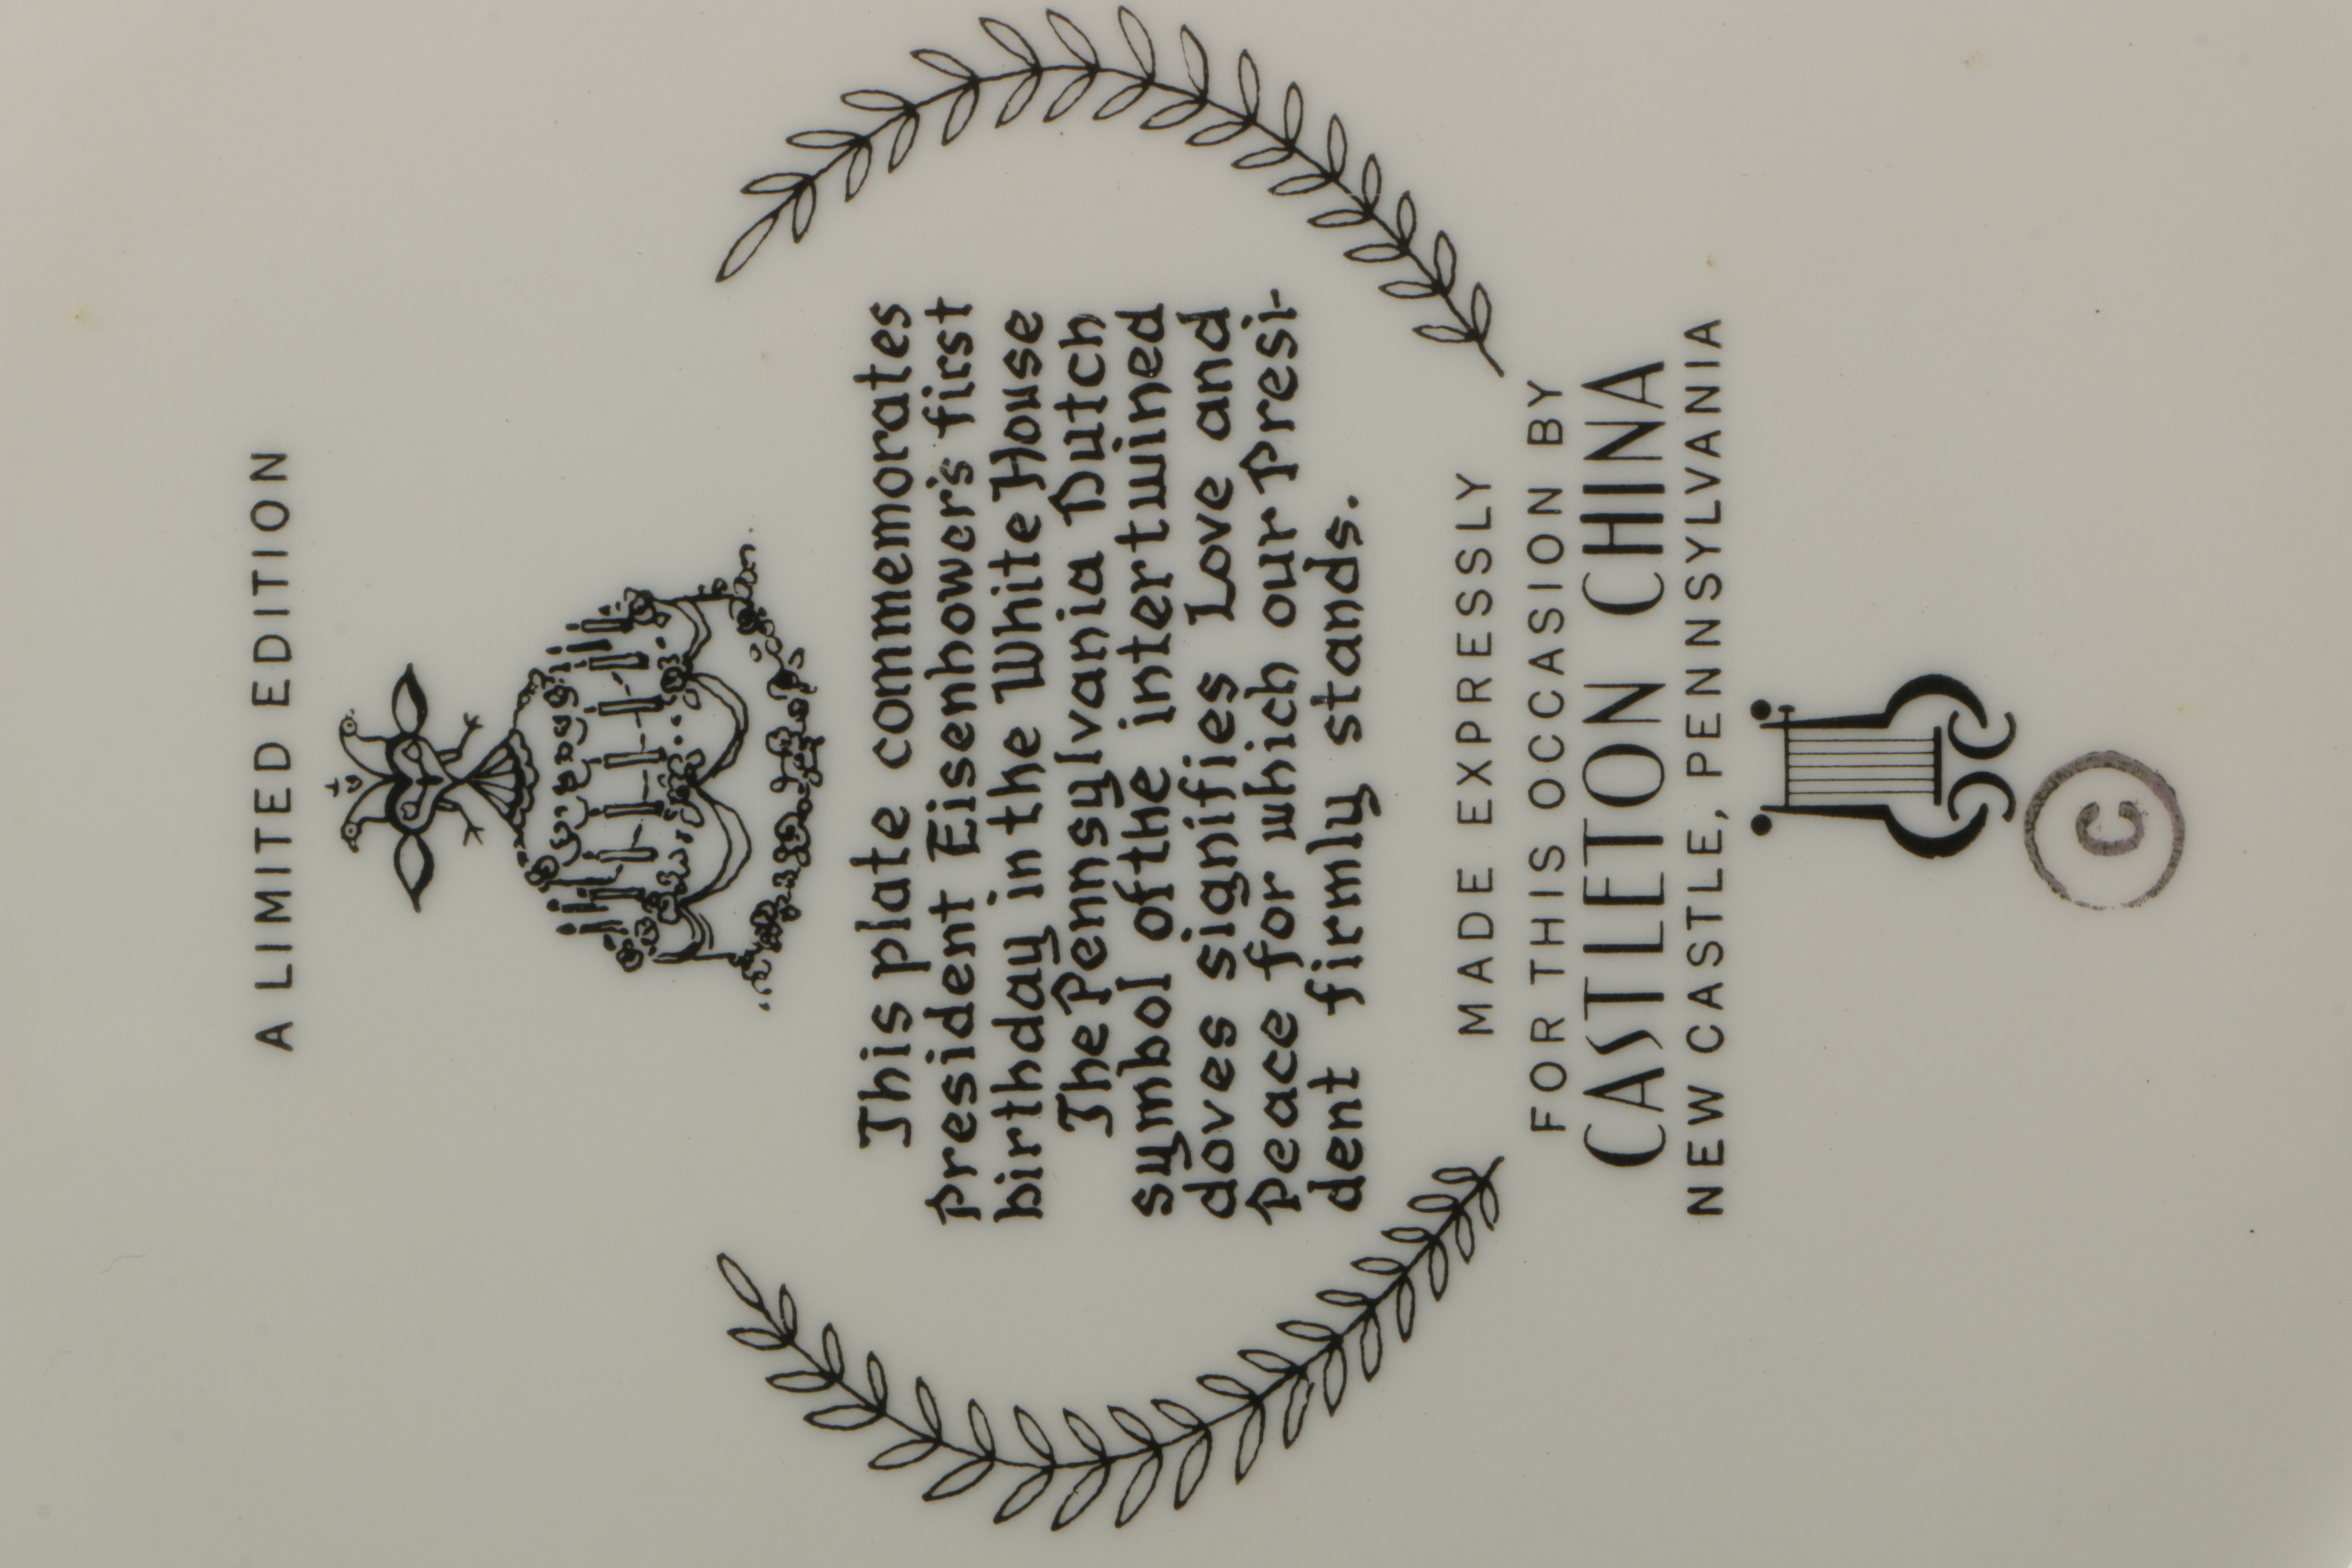 A LIMITED EDITION
This plate commemorates
President Eisenhower's first
birthday in the White House
The Pennsylvania Dutch
symbol of the intertwined
doves signifies Love and
Peace for which our Presi-
dent firmly stands.
MADE EXPRESSLY
FOR THIS OCCASION BY
CASTLETON CHINA
NEW CASTLE, PENNSYLVANIA
©